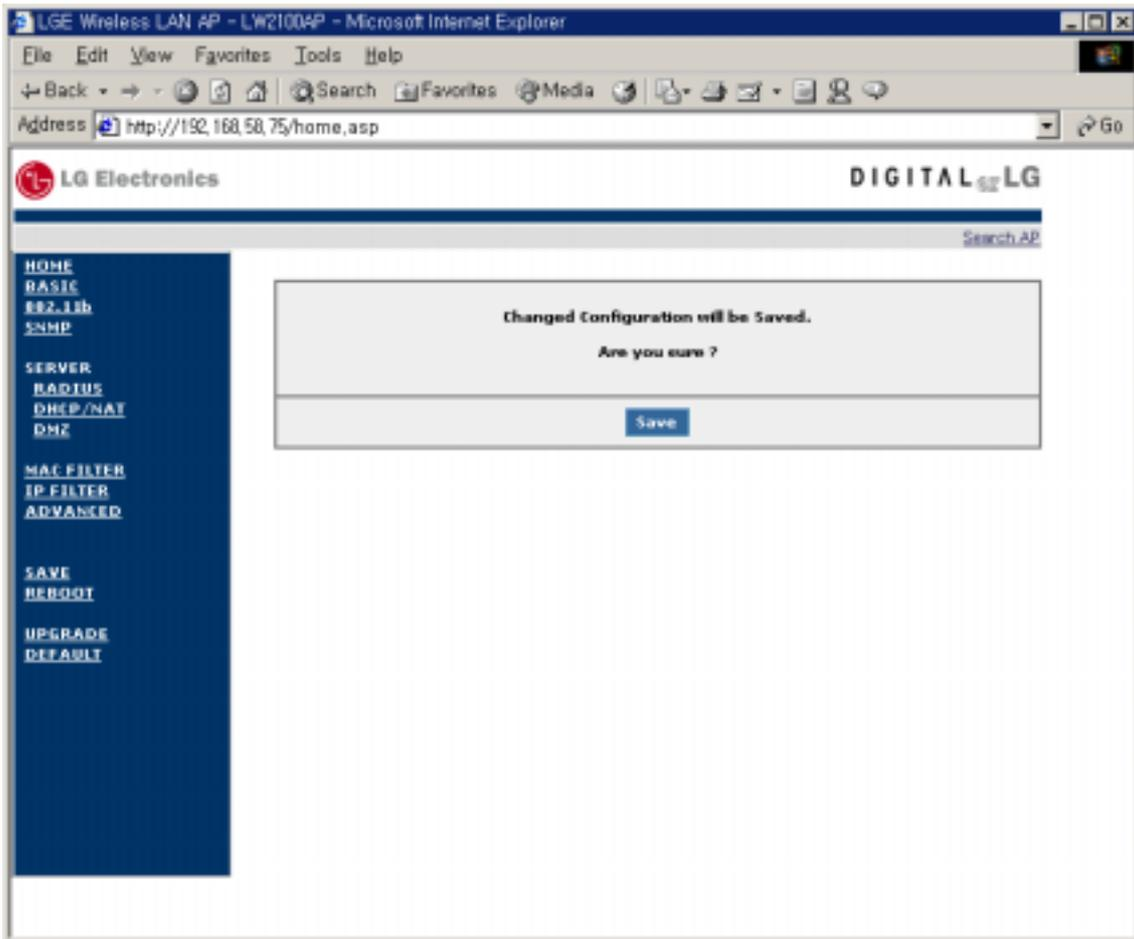 LGE Wireless LAN AP - LW2100AP - Microsoft Internet Explorer
File Edit View Favorites Tools Help
Back Search Favorites Media
Address http://192,168,58,75/home,asp Go
LG Electronics
DIGITAL LG
Search AP
HOME
BASIC
802.11b
SNMP
SERVER
RADIUS
DHCP/NAT
DMZ
MAC FILTER
IP FILTER
ADVANCED
SAVE
REBOOT
UPGRADE
DEFAULT
Changed Configuration will be Saved.
Are you sure ?
Save